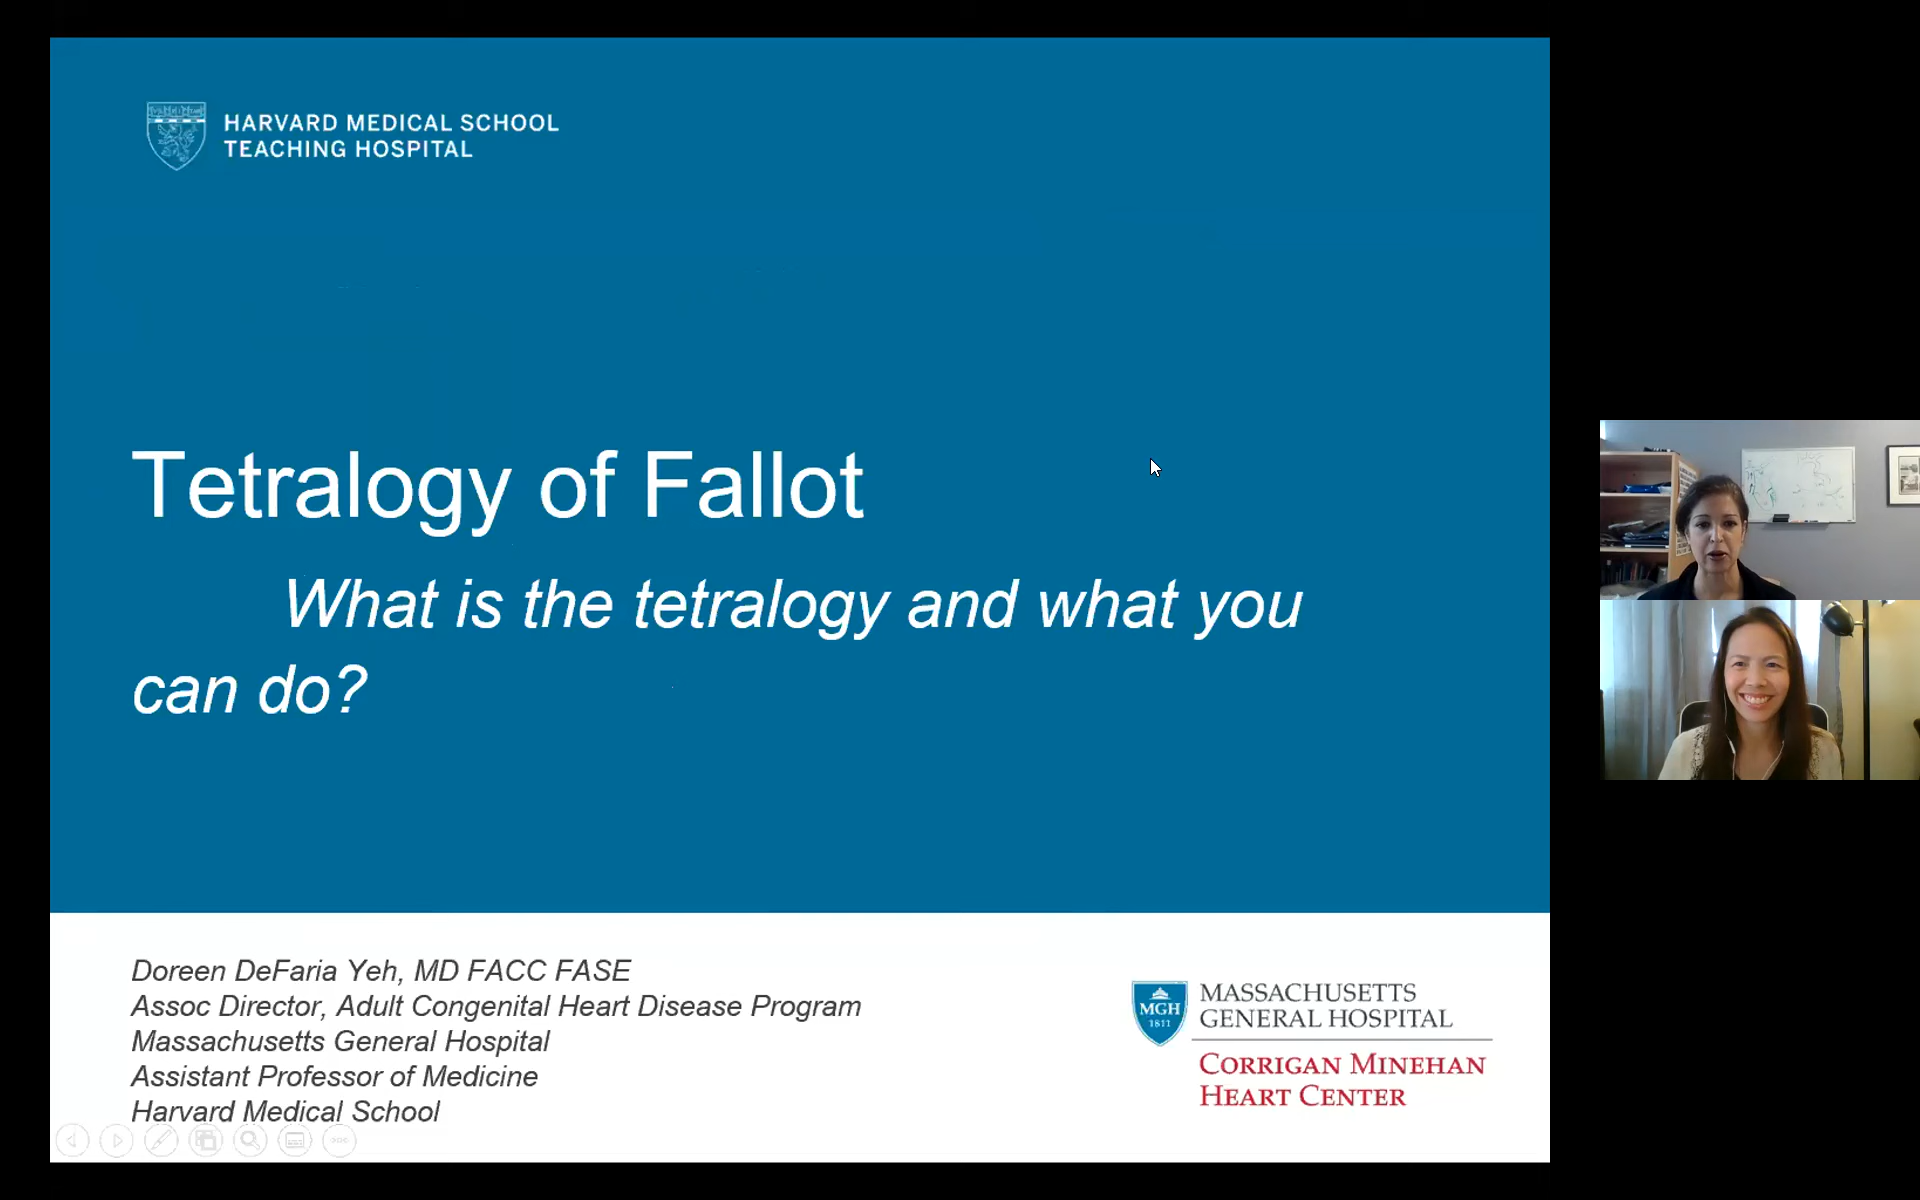 HARVARD MEDICAL SCHOOL
TEACHING HOSPITAL
Tetralogy of Fallot
What is the tetralogy and what you
can do?
Doreen DeFaria Yeh, MD FACC FASE
Assoc Director, Adult Congenital Heart Disease Program
Massachusetts General Hospital
Assistant Professor of Medicine
Harvard Medical School
MGH
1811
MASSACHUSETTS
GENERAL HOSPITAL
CORRIGAN MINEHAN
HEART CENTER